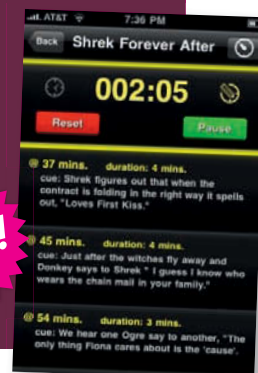 AT&T 7:36 PM
Back Shrek Forever After
002:05
Reset Pause
@ 37 mins. duration: 4 mins.
cue: Shrek figures out that when the
contract is folding in the right way it spells
out, "Loves First Kiss."
@ 45 mins. duration: 4 mins.
cue: Just after the witches fly away and
Donkey says to Shrek " I guess I know who
wears the chain mail in your family."
@ 54 mins. duration: 3 mins.
cue: We hear one Ogre say to another, "The
only thing Fiona cares about is the 'cause'.
!